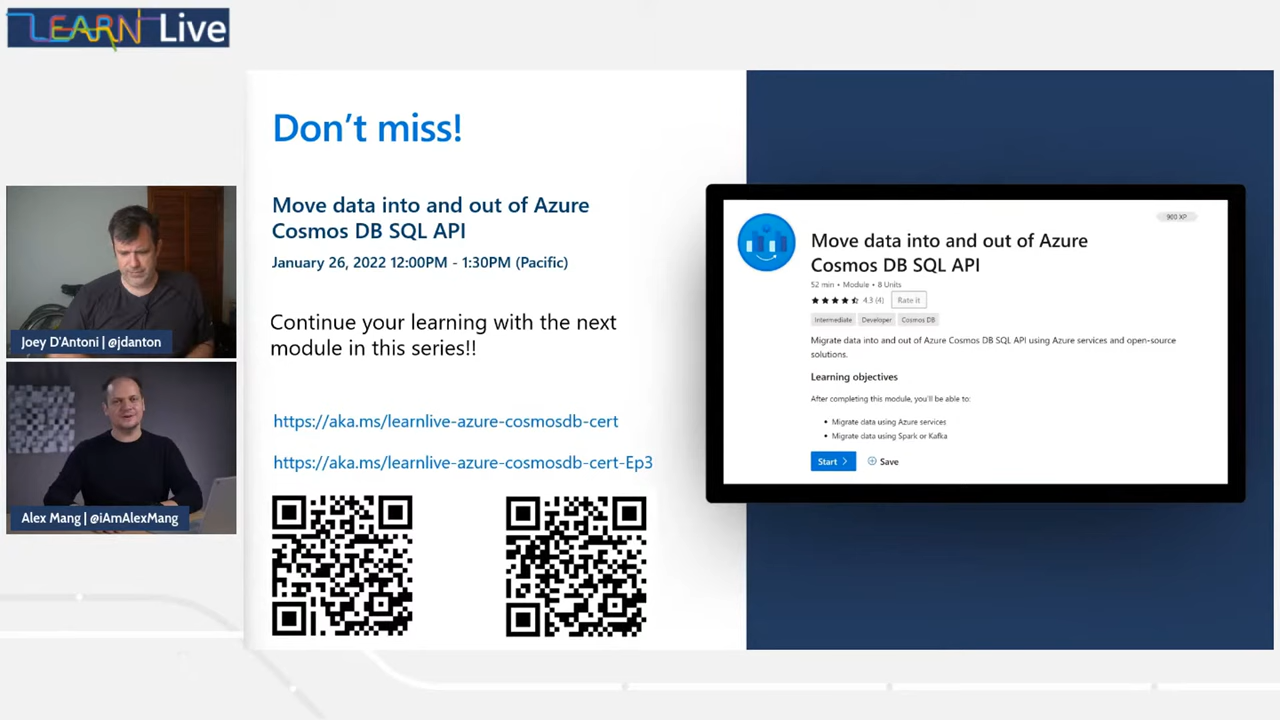 LEARN Live
Don't miss!
Move data into and out of Azure
Cosmos DB SQL API
January 26, 2022 12:00PM - 1:30PM (Pacific)
Continue your learning with the next
module in this series!!
https://aka.ms/learnlive-azure-cosmosdb-cert
https://aka.ms/learnlive-azure-cosmosdb-cert-Ep3
Joey D'Antoni | @jdanton
Alex Mang | @iAmAlexMang
900 XP
Move data into and out of Azure
Cosmos DB SQL API
52 min • Module • 8 Units
4.3 (4) Rate it
Intermediate Developer Cosmos DB
Migrate data into and out of Azure Cosmos DB SQL API using Azure services and open-source
solutions.
Learning objectives
After completing this module, you'll be able to:
• Migrate data using Azure services
• Migrate data using Spark or Kafka
Start > Save